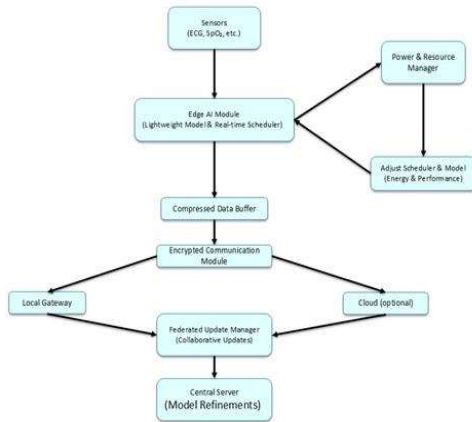 Sensors
(ECG, SpO₂, etc.)
Power & Resource
Manager
Edge AI Module
(Lightweight Model & Real-time Scheduler)
Adjust Scheduler & Model
(Energy & Performance)
Compressed Data Buffer
Encrypted Communication
Module
Local Gateway
Cloud (optional)
Federated Update Manager
(Collaborative Updates)
Central Server
(Model Refinements)